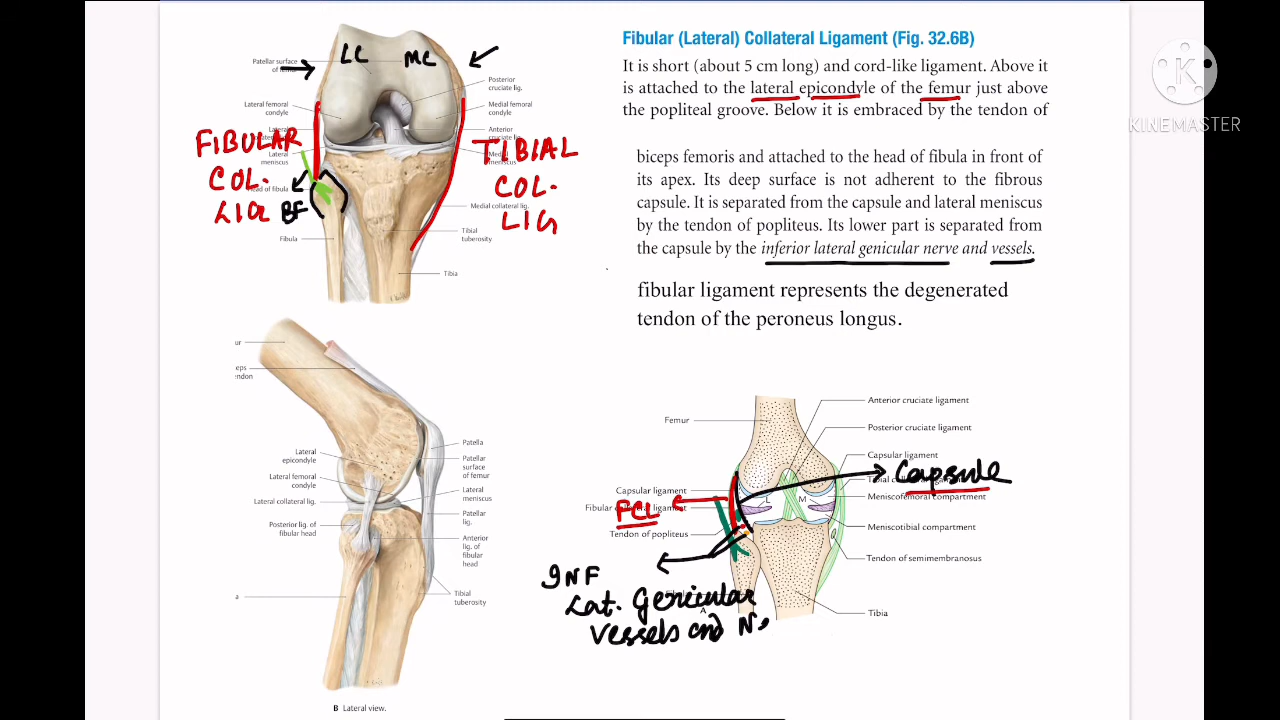 Fibular (Lateral) Collateral Ligament (Fig. 32.6B)
It is short (about 5 cm long) and cord-like ligament. Above it
is attached to the lateral epicondyle of the femur just above
the popliteal groove. Below it is embraced by the tendon of
biceps femoris and attached to the head of fibula in front of
its apex. Its deep surface is not adherent to the fibrous
capsule. It is separated from the capsule and lateral meniscus
by the tendon of popliteus. Its lower part is separated from
the capsule by the inferior lateral genicular nerve and vessels.
fibular ligament represents the degenerated
tendon of the peroneus longus.
KINEMASTER
K
LC
MC
Patellar surface
of femur
Lateral femoral
condyle
Lateral
meniscus
Head of fibula
Fibula
FIBULAR
COL.
LIG
BF
Posterior
cruciate lig.
Medial femoral
condyle
Anterior
cruciate lig.
meniscus
Medial collateral lig.
Tibial
tuberosity
Tibia
TIBIAL
COL.
LIG
ur
eps
endon
Lateral
epicondyle
Lateral femoral
condyle
Lateral collateral lig.
Posterior lig. of
fibular head
a
Patella
Patellar
surface
of femur
Lateral
meniscus
Patellar
lig.
Anterior
lig. of
fibular
head
Tibial
tuberosity
B Lateral view.
Femur
Capsular ligament
Fibular collateral ligament
Tendon of popliteus
Anterior cruciate ligament
Posterior cruciate ligament
Capsular ligament
Meniscofemoral compartment
Meniscotibial compartment
Tendon of semimembranosus
Tibia
L
M
A
FCL
Capsule
INF
Lat. Genicular
Vessels and N.